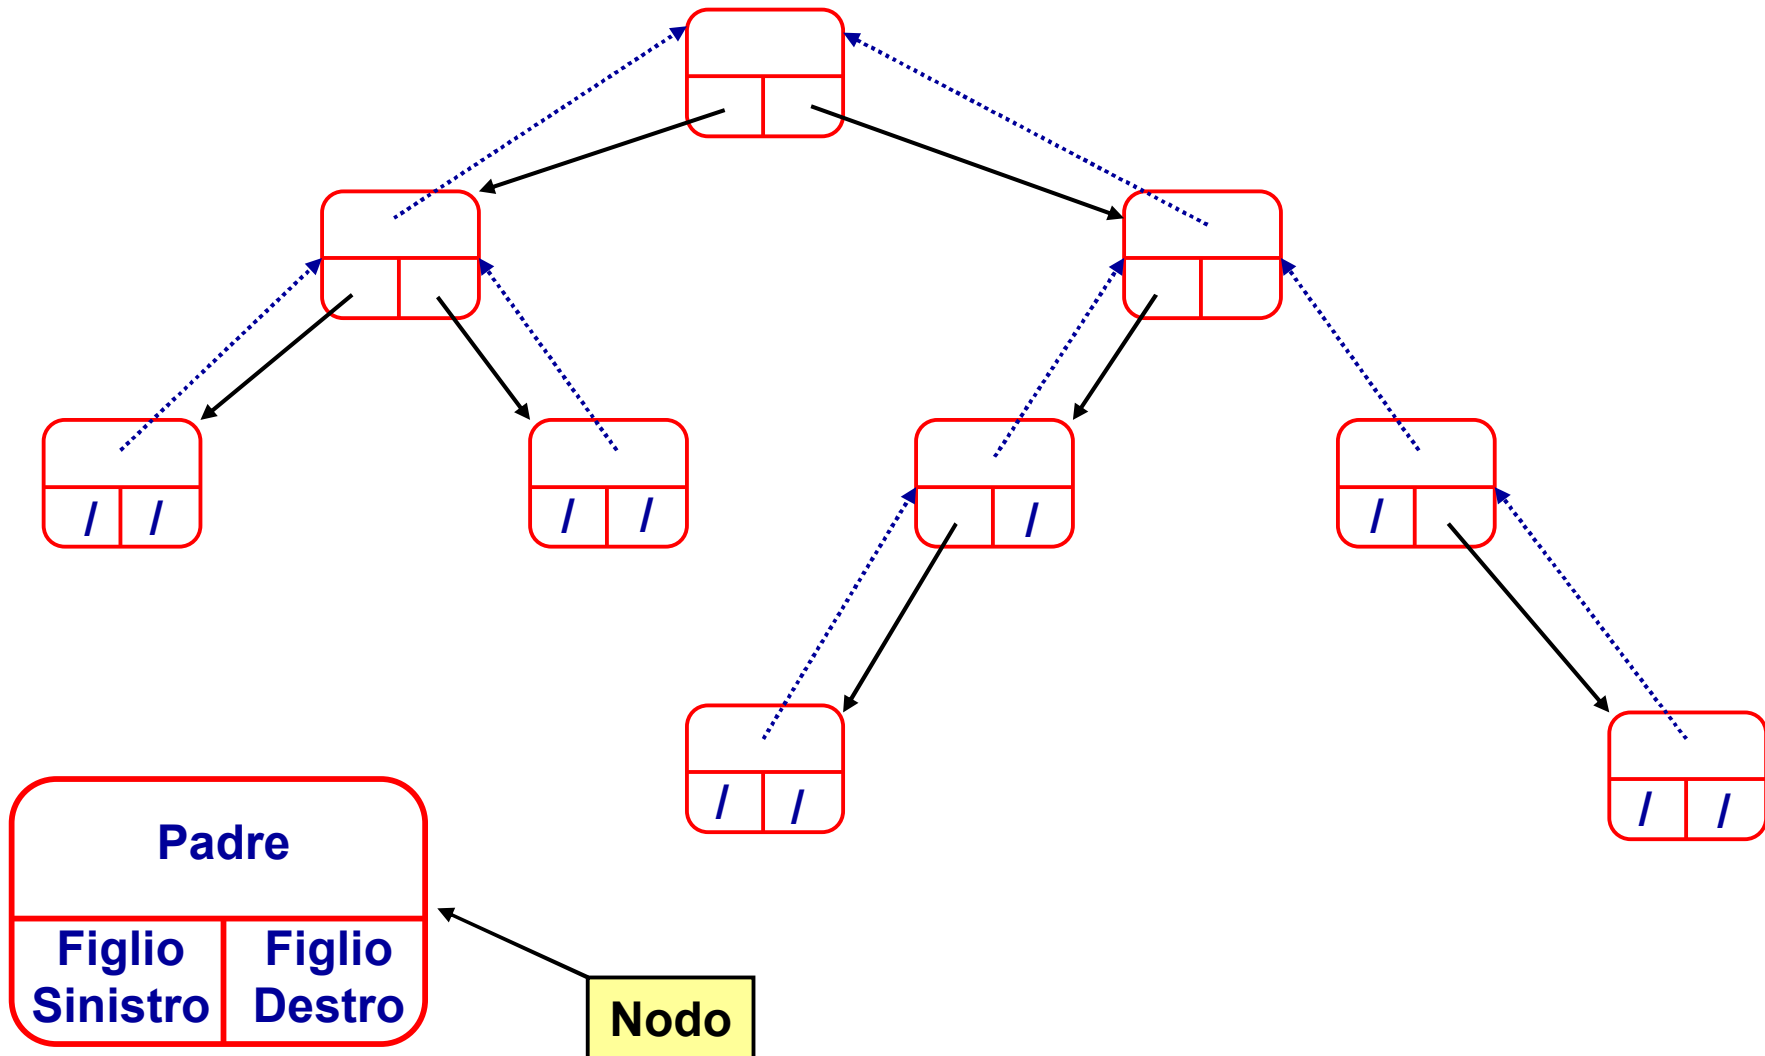 / /
/ /
/
/
/ /
/ /
Padre
Figlio
Sinistro
Figlio
Destro
Nodo